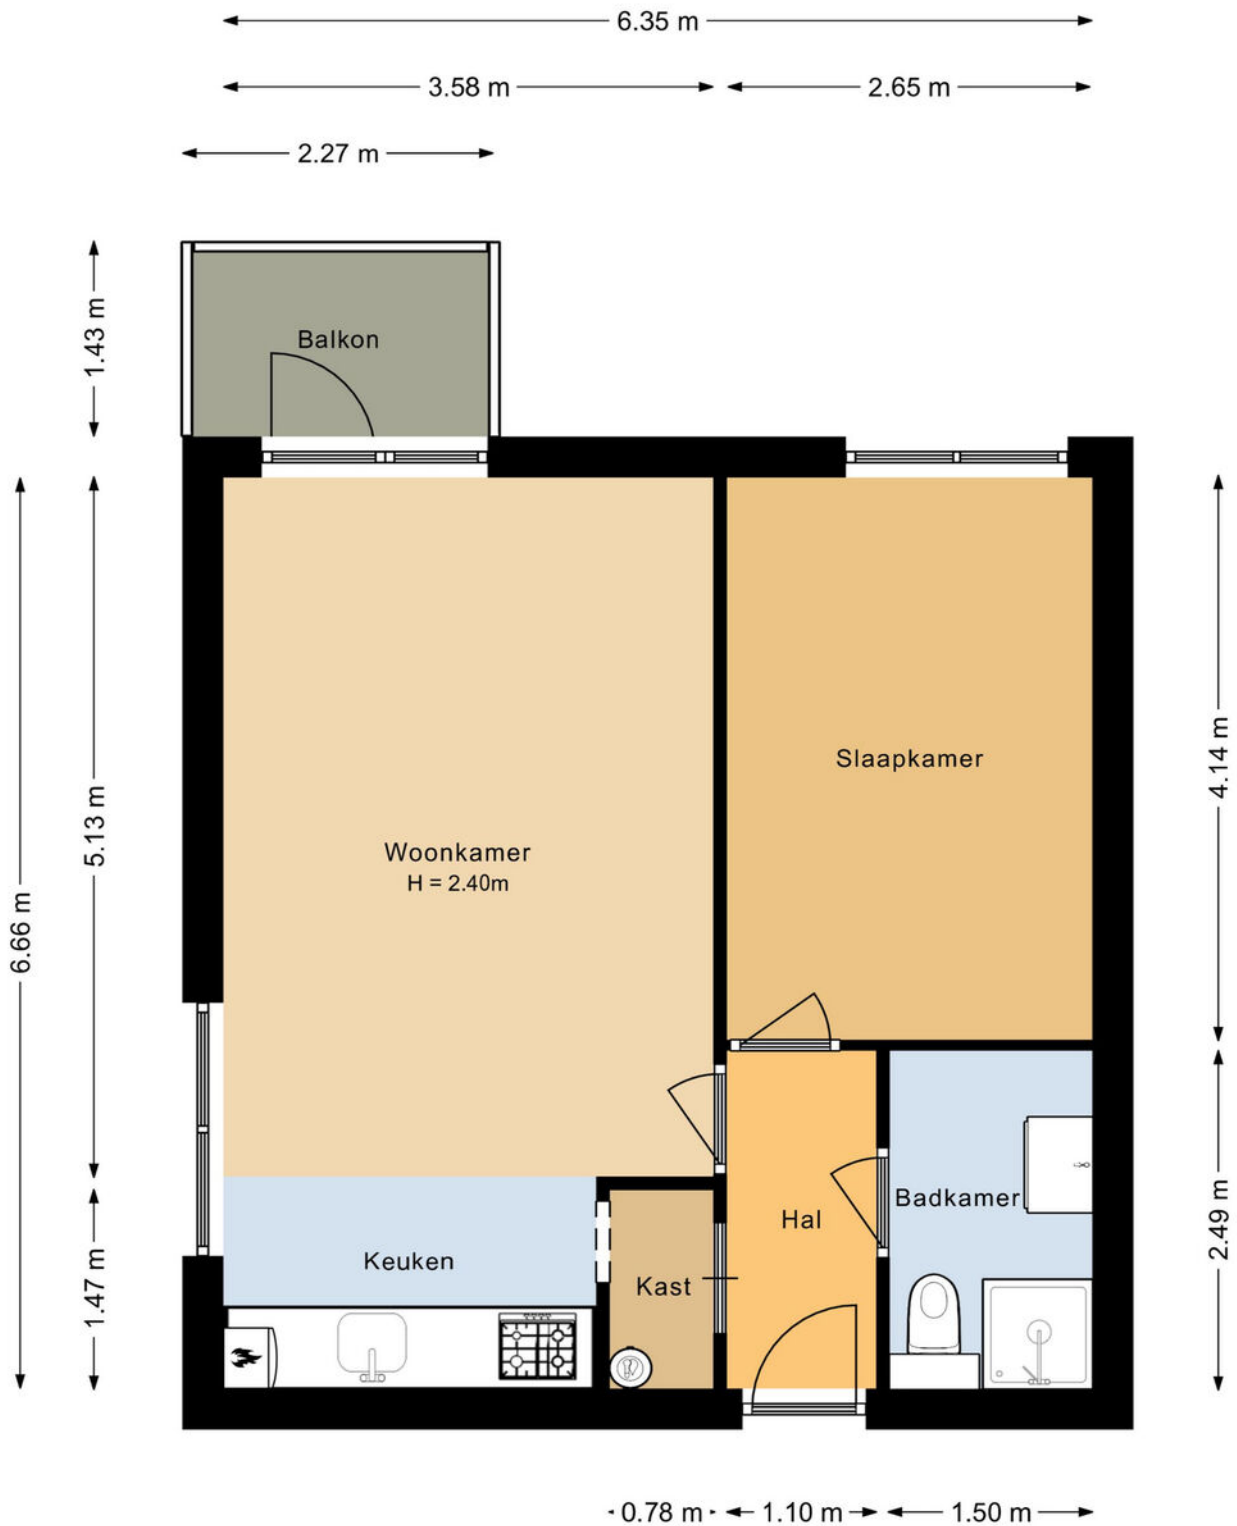 6.35 m
3.58 m
2.65 m
2.27 m
1.43 m
Balkon
Slaapkamer
4.14 m
Woonkamer
H = 2.40m
5.13 m
6.66 m
Badkamer
Hal
2.49 m
Keuken
Kast
1.47 m
0.78 m
1.10 m
1.50 m